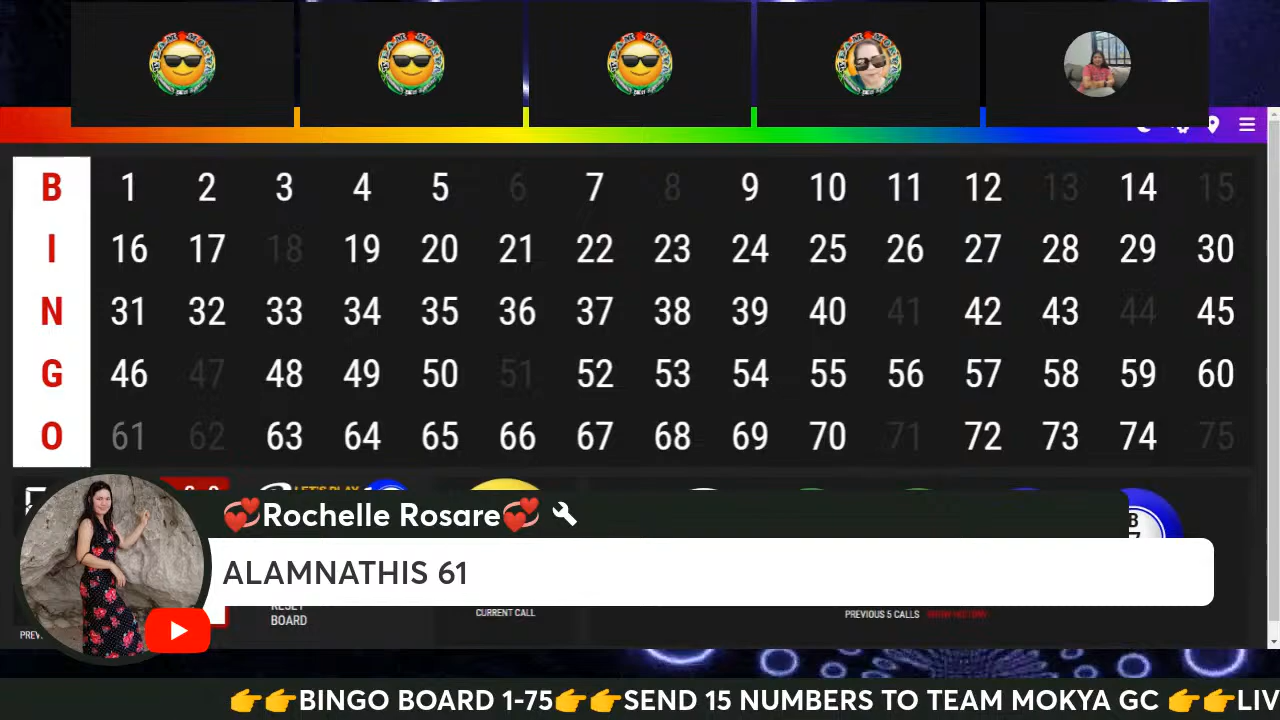 B 1 2 3 4 5 6 7 8 9 10 11 12 13 14 15
I 16 17 18 19 20 21 22 23 24 25 26 27 28 29 30
N 31 32 33 34 35 36 37 38 39 40 41 42 43 44 45
G 46 47 48 49 50 51 52 53 54 55 56 57 58 59 60
O 61 62 63 64 65 66 67 68 69 70 71 72 73 74 75
LET'S PLAY
B
💞Rochelle Rosare💞
ALAMNATHIS 61
RESET
BOARD
CURRENT CALL
PREVIOUS 5 CALLS
👉👉BINGO BOARD 1-75👉👉SEND 15 NUMBERS TO TEAM MOKYA GC 👉👉LIV